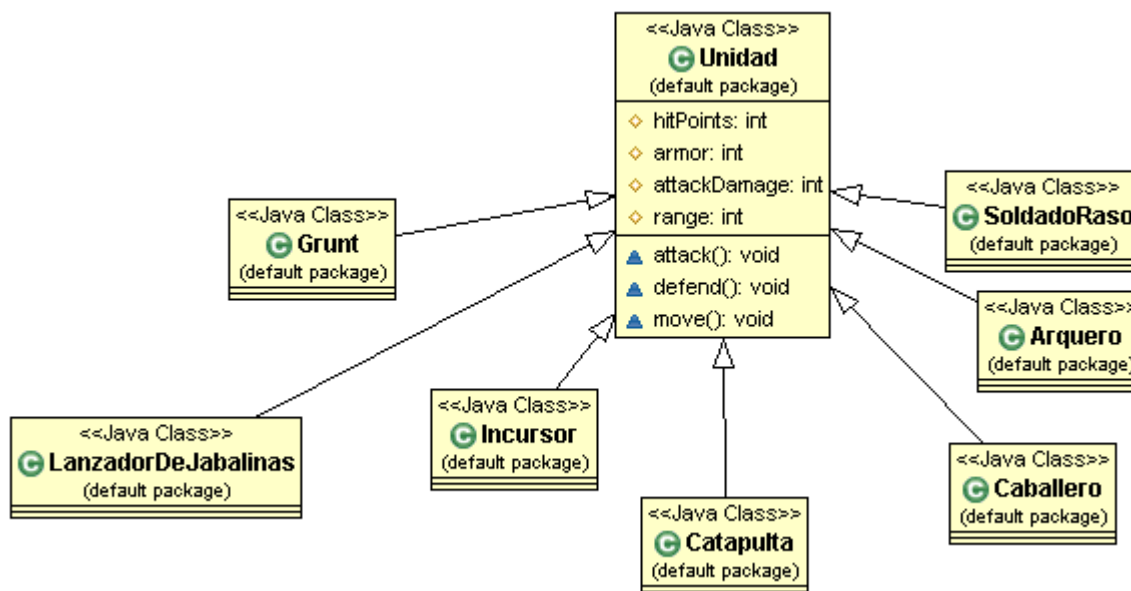 <<Java Class>>
Unidad
(default package)
hitPoints: int
armor: int
attackDamage: int
range: int
attack(): void
defend(): void
move(): void
<<Java Class>>
Grunt
(default package)
<<Java Class>>
SoldadoRaso
(default package)
<<Java Class>>
Arquero
(default package)
<<Java Class>>
LanzadorDeJabalinas
(default package)
<<Java Class>>
Incursor
(default package)
<<Java Class>>
Caballero
(default package)
<<Java Class>>
Catapulta
(default package)